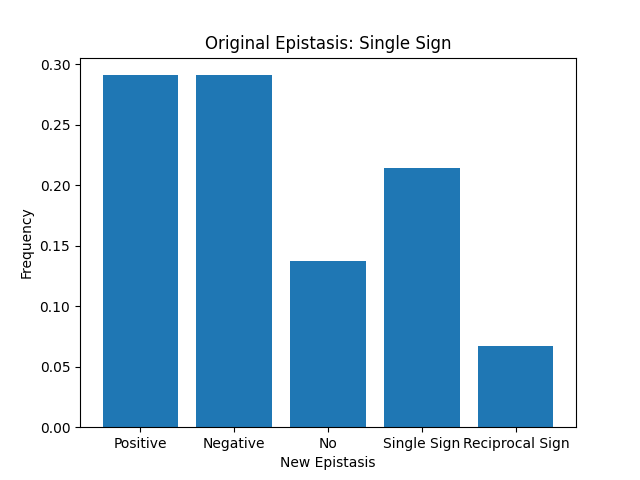 Original Epistasis: Single Sign
0.30
0.25
0.20
0.15
0.10
0.05
0.00
Frequency
Positive Negative No Single Sign Reciprocal Sign
New Epistasis